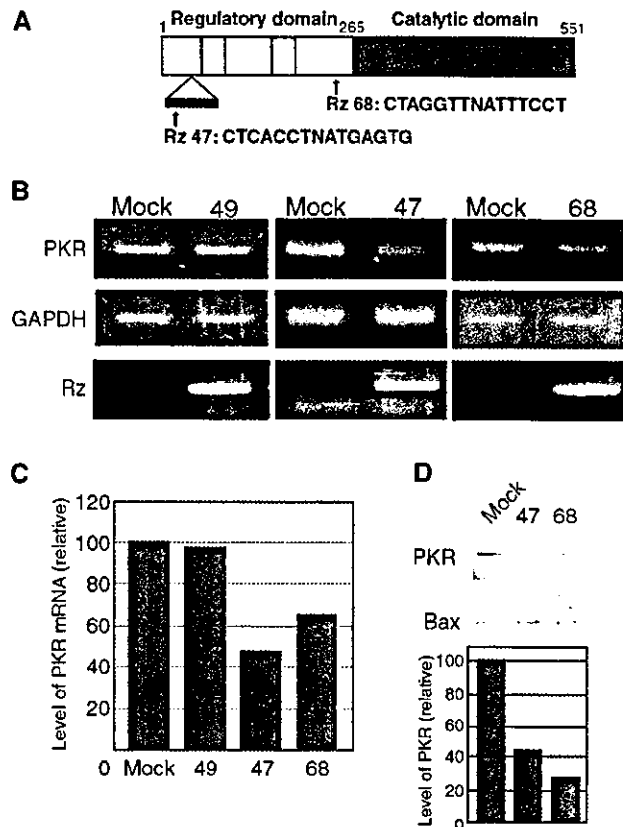 A
Regulatory domain
Catalytic domain
1
265
551
Rz 68: CTAGGTTNATTTCCT
Rz 47: CTCACCTNATGAGTG
B
Mock 49 Mock 47 Mock 68
PKR
GAPDH
Rz
C
Level of PKR mRNA (relative)
120
100
80
60
40
20
0
Mock 49 47 68
D
Mock 47 68
PKR
Bax
Level of PKR (relative)
100
80
60
40
20
0